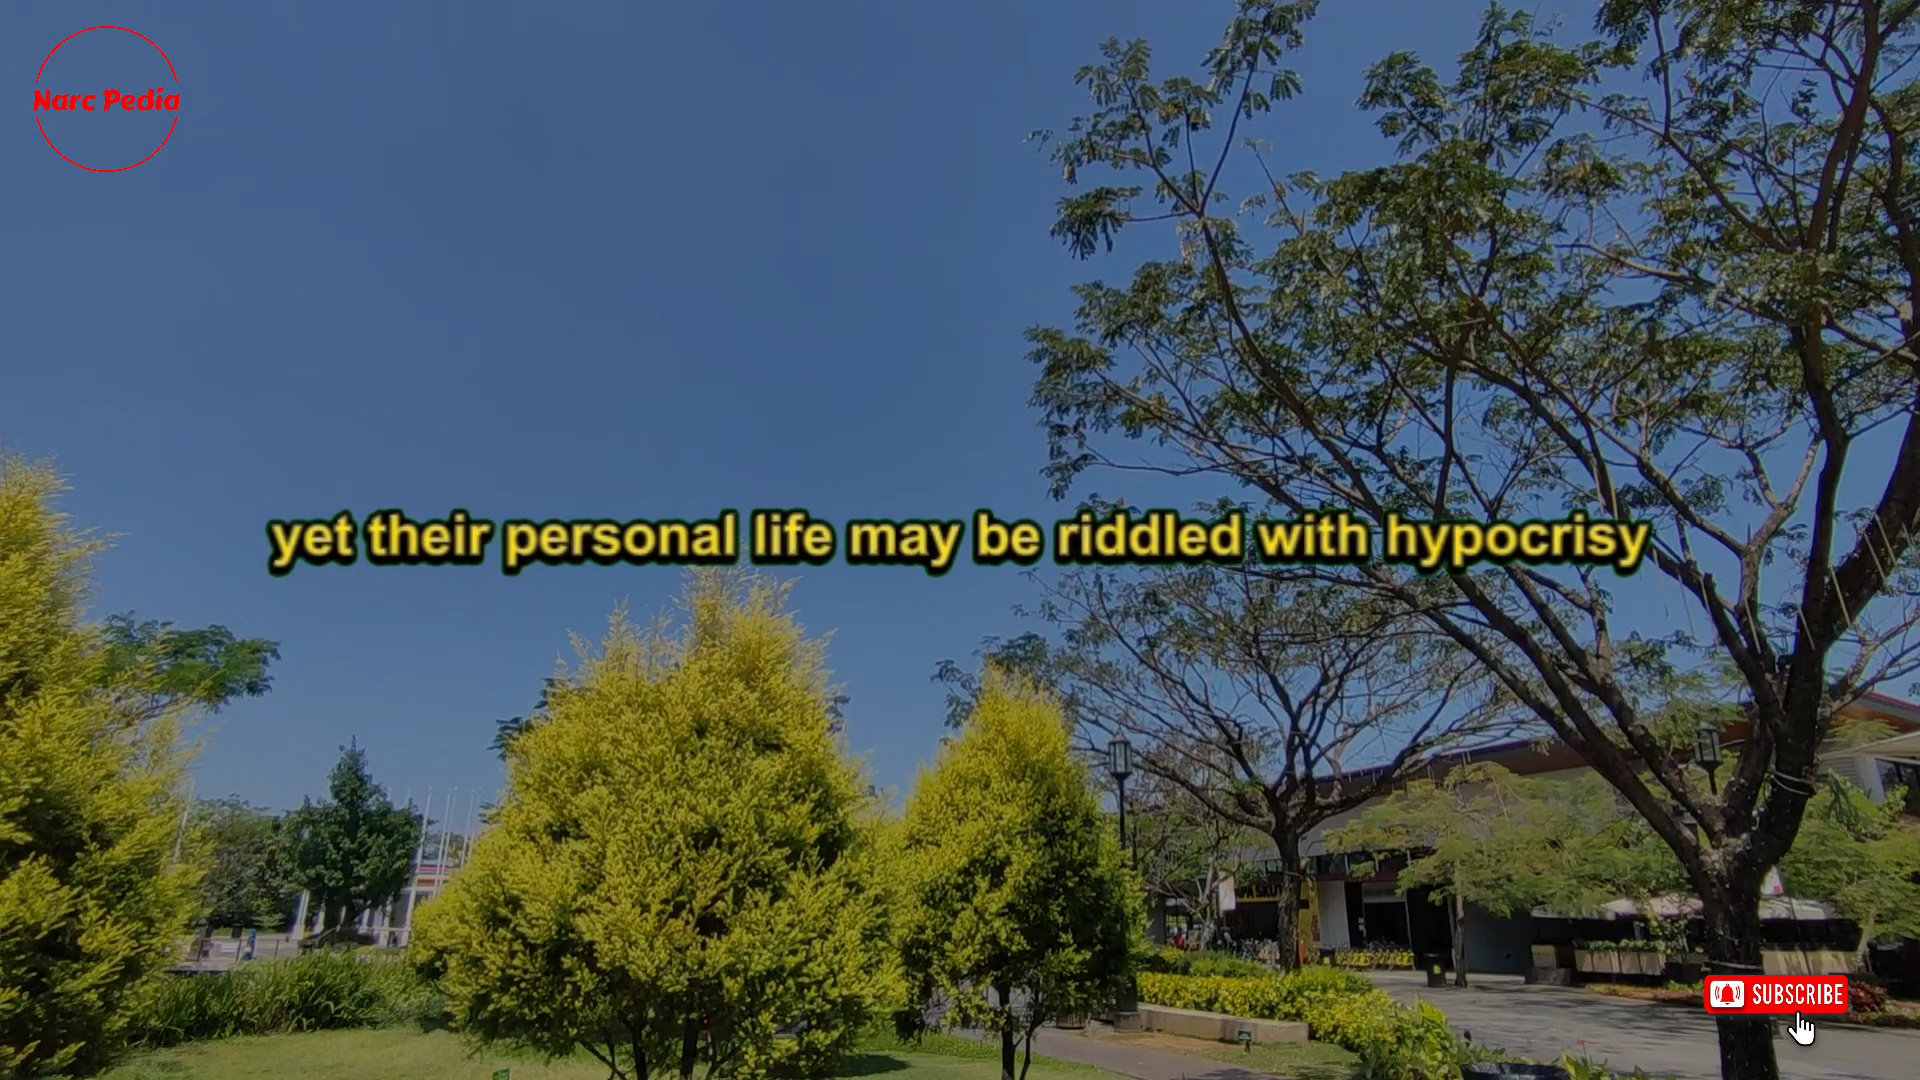 Narc Pedia
yet their personal life may be riddled with hypocrisy
SUBSCRIBE